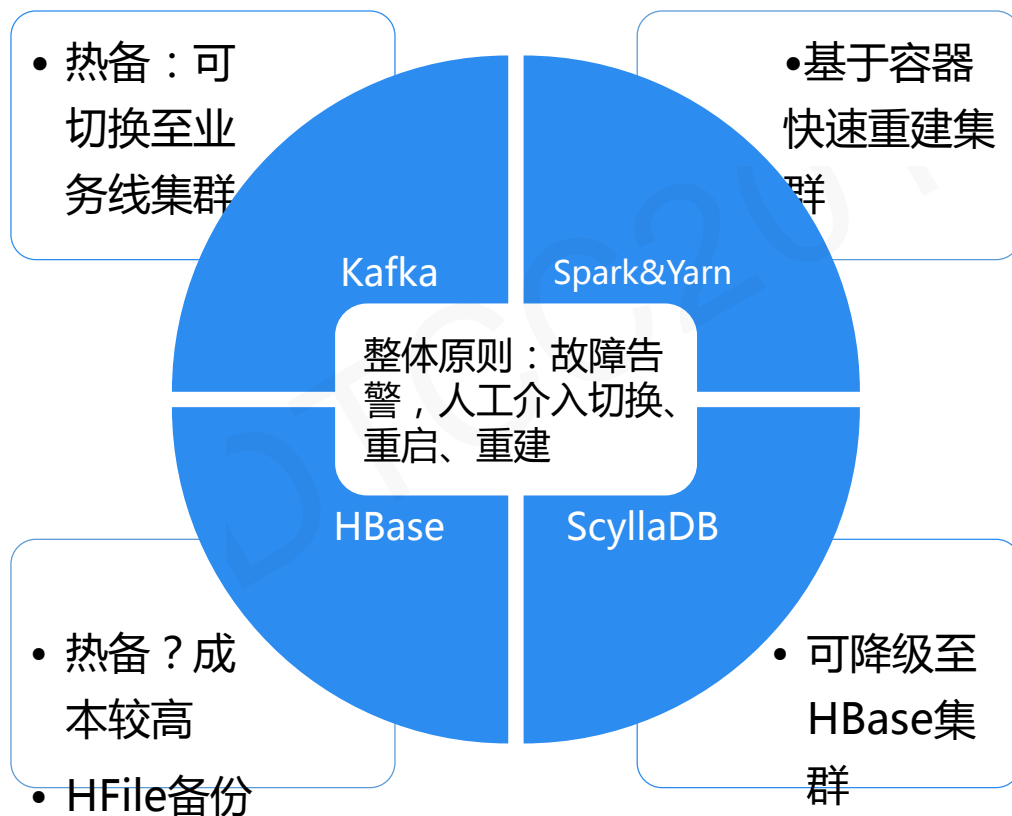 • 热备：可
切换至业
务线集群
•基于容器
快速重建集
群
Kafka
Spark&Yarn
整体原则：故障告
警，人工介入切换、
重启、重建
HBase
ScyllaDB
• 热备？成
本较高
• HFile备份
• 可降级至
HBase集
群